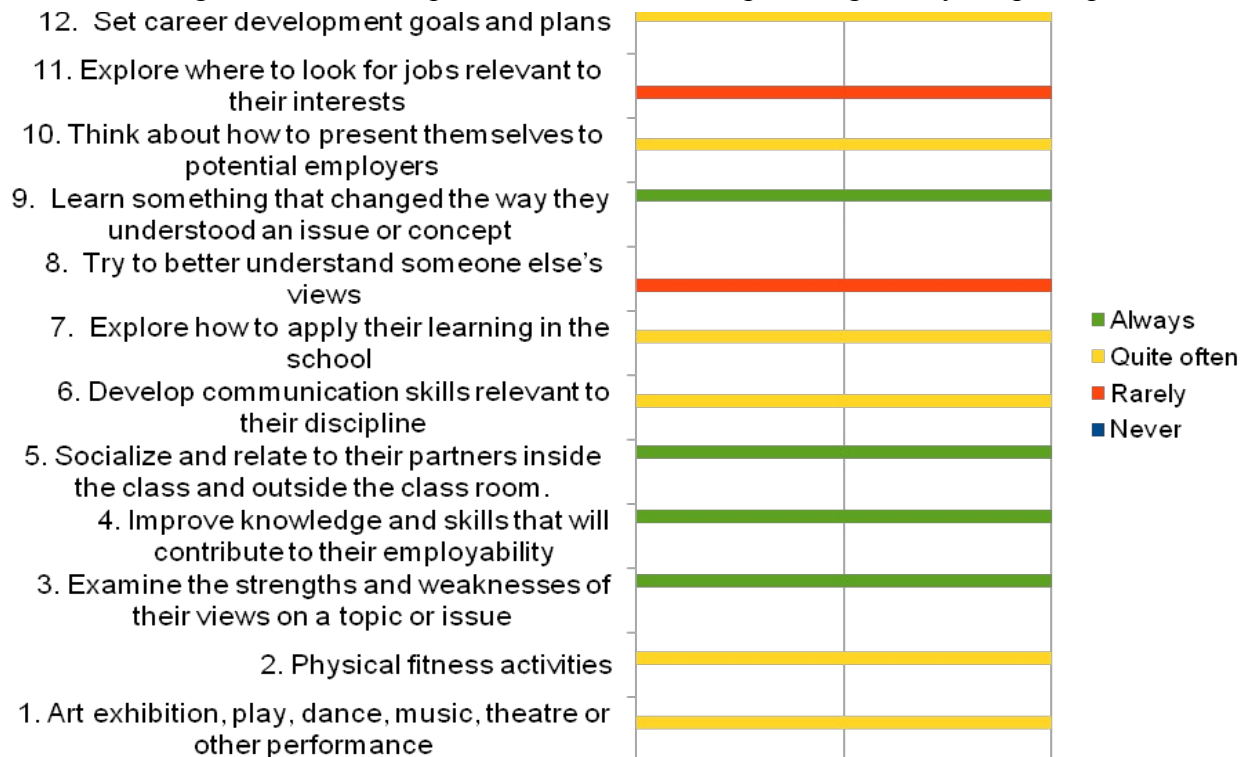 12. Set career development goals and plans
11. Explore where to look for jobs relevant to
their interests
10. Think about how to present themselves to
potential employers
9. Learn something that changed the way they
understood an issue or concept
8. Try to better understand someone else's
views
7. Explore how to apply their learning in the
school
6. Develop communication skills relevant to
their discipline
5. Socialize and relate to their partners inside
the class and outside the class room.
4. Improve knowledge and skills that will
contribute to their employability
3. Examine the strengths and weaknesses of
their views on a topic or issue
2. Physical fitness activities
1. Art exhibition, play, dance, music, theatre or
other performance
Always
Quite often
Rarely
Never